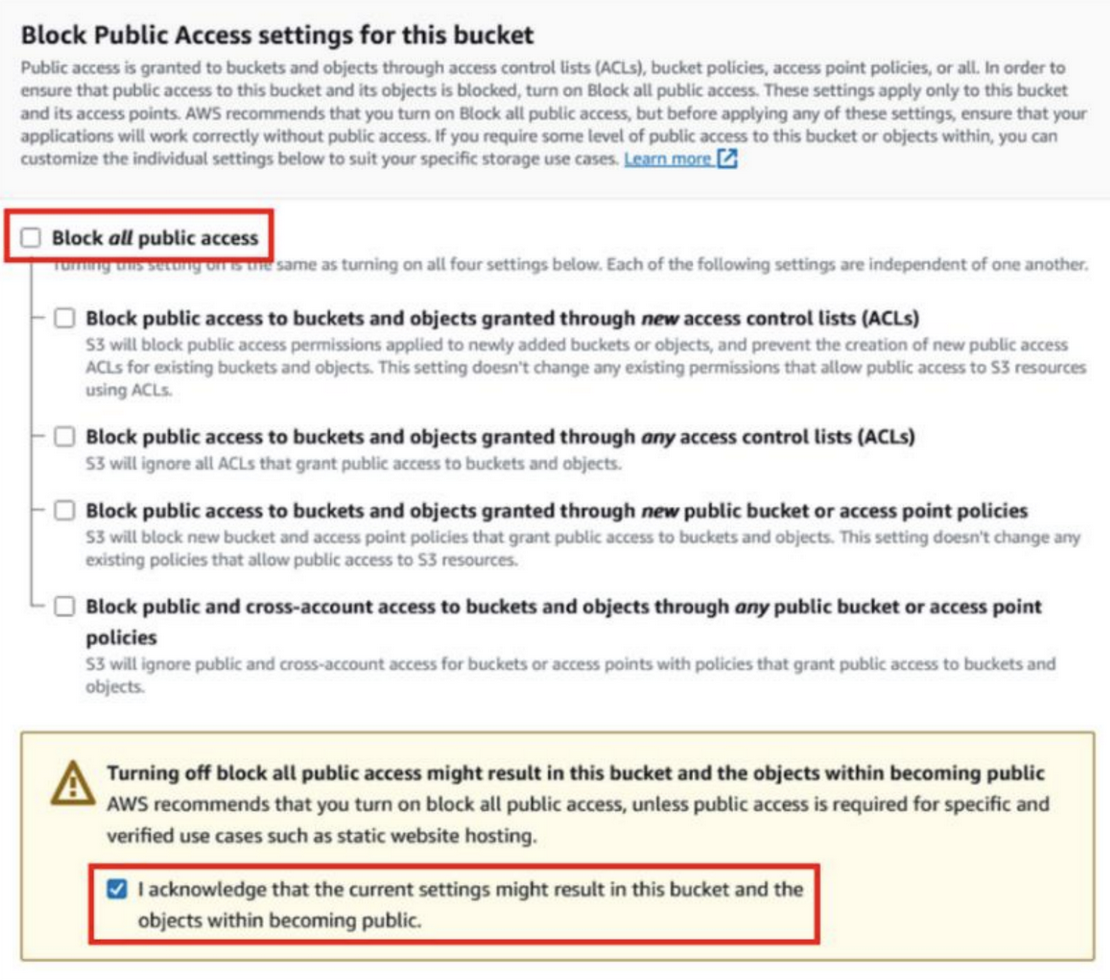 Block Public Access settings for this bucket
Public access is granted to buckets and objects through access control lists (ACLs), bucket policies, access point policies, or all. In order to
ensure that public access to this bucket and its objects is blocked, turn on Block all public access. These settings apply only to this bucket
and its access points. AWS recommends that you turn on Block all public access, but before applying any of these settings, ensure that your
applications will work correctly without public access. If you require some level of public access to this bucket or objects within, you can
customize the individual settings below to suit your specific storage use cases. Learn more
Block all public access
Turning this setting on is the same as turning on all four settings below. Each of the following settings are independent of one another.
Block public access to buckets and objects granted through new access control lists (ACLs)
S3 will block public access permissions applied to newly added buckets or objects, and prevent the creation of new public access
ACLs for existing buckets and objects. This setting doesn't change any existing permissions that allow public access to S3 resources
using ACLs.
Block public access to buckets and objects granted through any access control lists (ACLs)
S3 will ignore all ACLs that grant public access to buckets and objects.
Block public access to buckets and objects granted through new public bucket or access point policies
S3 will block new bucket and access point policies that grant public access to buckets and objects. This setting doesn't change any
existing policies that allow public access to S3 resources.
Block public and cross-account access to buckets and objects through any public bucket or access point
policies
S3 will ignore public and cross-account access for buckets or access points with policies that grant public access to buckets and
objects.
Turning off block all public access might result in this bucket and the objects within becoming public
AWS recommends that you turn on block all public access, unless public access is required for specific and
verified use cases such as static website hosting.
I acknowledge that the current settings might result in this bucket and the
objects within becoming public.